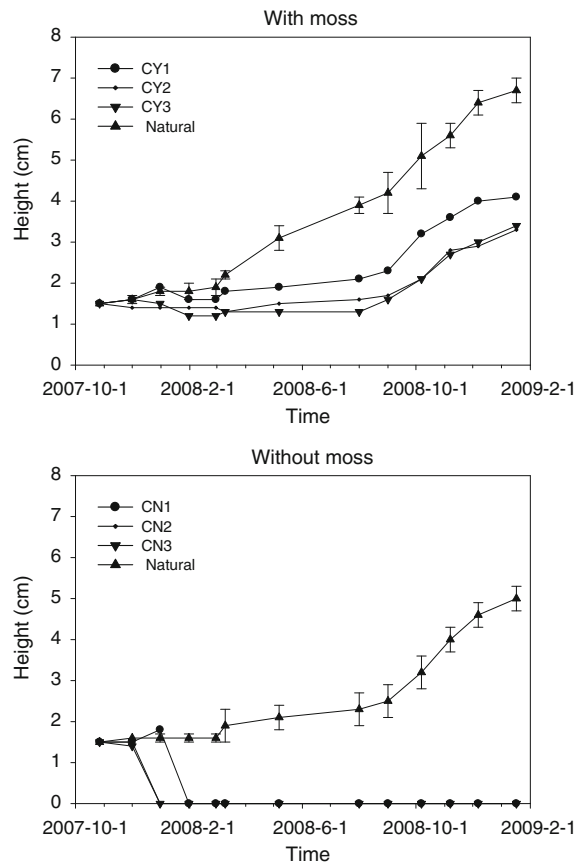 With moss
8
7
6
5
4
3
2
1
0
Height (cm)
CY1
CY2
CY3
Natural
2007-10-1 2008-2-1 2008-6-1 2008-10-1 2009-2-1
Time
Without moss
8
7
6
5
4
3
2
1
0
Height (cm)
CN1
CN2
CN3
Natural
2007-10-1 2008-2-1 2008-6-1 2008-10-1 2009-2-1
Time